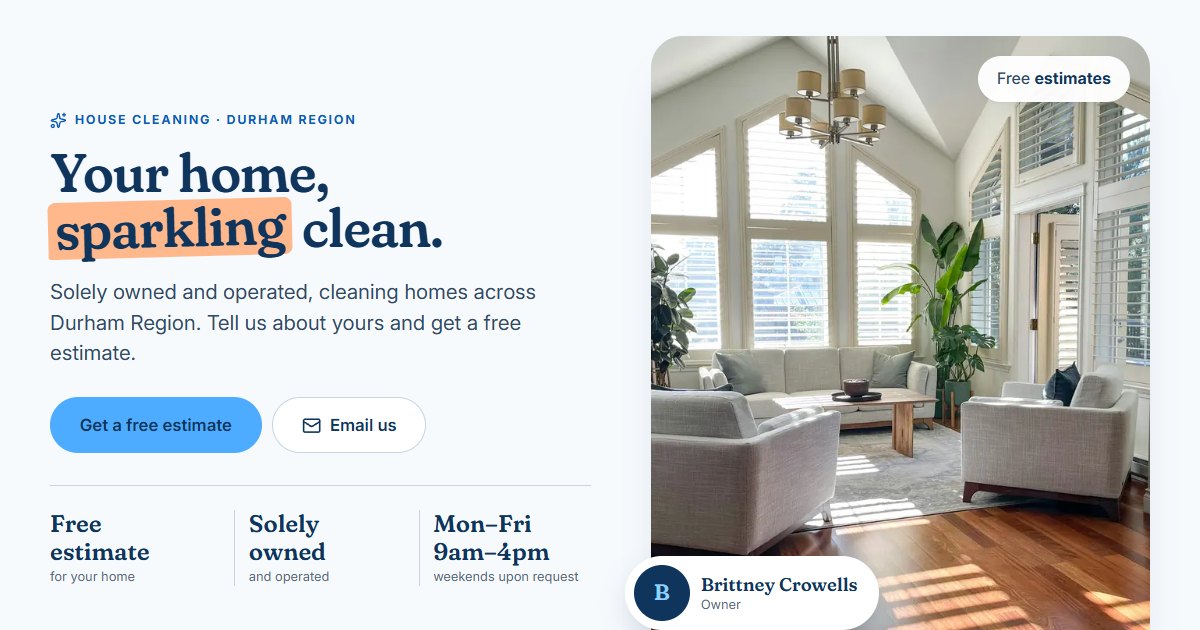 HOUSE CLEANING · DURHAM REGION
Your home,
sparkling clean.
Solely owned and operated, cleaning homes across
Durham Region. Tell us about yours and get a free
estimate.
Get a free estimate
Email us
Free
estimate
for your home
Solely
owned
and operated
Mon–Fri
9am–4pm
weekends upon request
Free estimates
B
Brittney Crowells
Owner